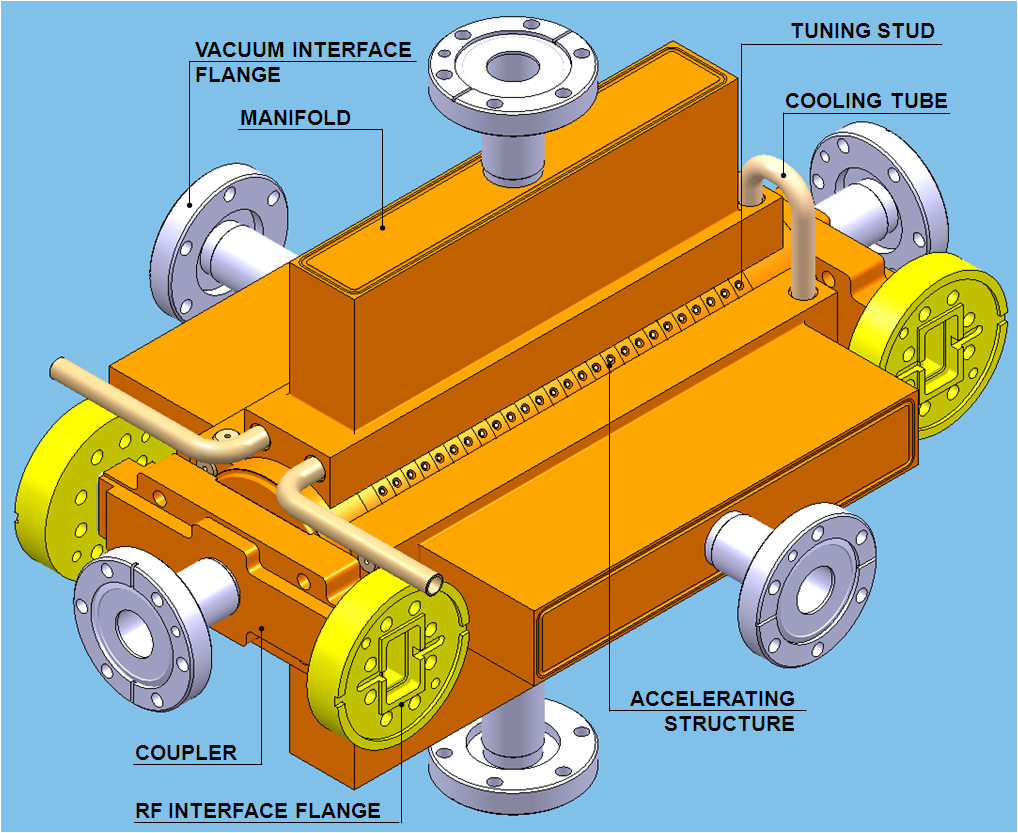 TUNING STUD
VACUUM INTERFACE
FLANGE
COOLING TUBE
MANIFOLD
ACCELERATING
STRUCTURE
COUPLER
RF INTERFACE FLANGE